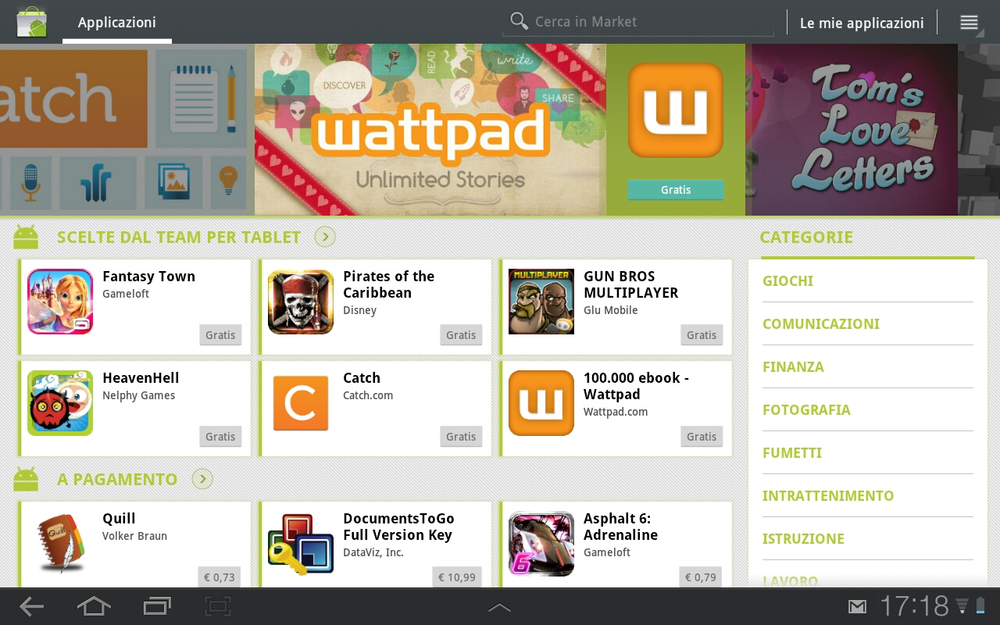 Applicazioni
Cerca in Market
Le mie applicazioni
atch
DISCOVER
READ
write
SHARE
wattpad
Unlimited Stories
Gratis
Tom's
Love
Letters
SCELTE DAL TEAM PER TABLET
Fantasy Town
Gameloft
Gratis
Pirates of the
Caribbean
Disney
Gratis
MULTIPLAYER
GUN BROS
MULTIPLAYER
Glu Mobile
Gratis
HeavenHell
Nelphy Games
Gratis
C
Catch
Catch.com
Gratis
100.000 ebook -
Wattpad
Wattpad.com
Gratis
A PAGAMENTO
Quill
Quill
Volker Braun
€ 0,73
DocumentsToGo
Full Version Key
DataViz, Inc.
€ 10,99
6
Asphalt 6:
Adrenaline
Gameloft
€ 0,79
CATEGORIE
GIOCHI
COMUNICAZIONI
FINANZA
FOTOGRAFIA
FUMETTI
INTRATTENIMENTO
ISTRUZIONE
LAVORO
17:18